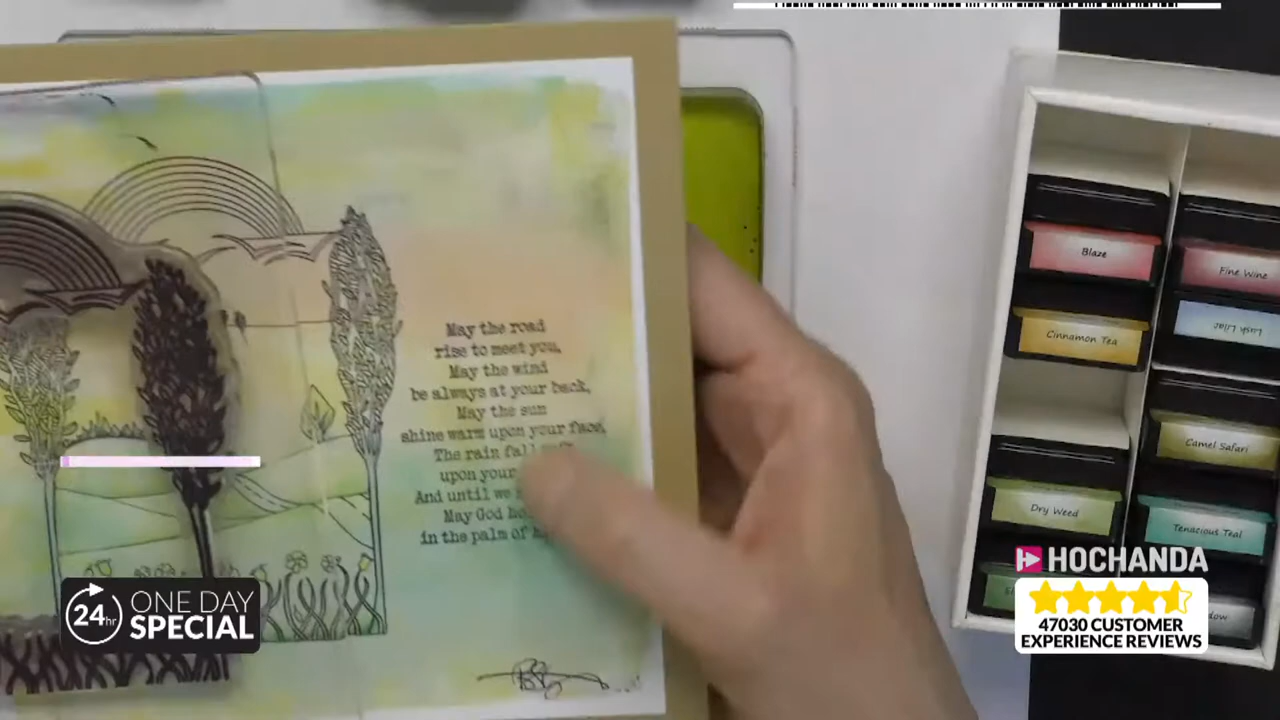 May the road
rise to meet you,
May the wind
be always at your back,
May the sun
shine warm upon your face,
The rain fall
upon your
And until we
May God
in the palm of
Blaze
Fine Wine
Cinnamon Tea
Lush Lilac
Camel Safari
Dry Weed
Tenacious Teal
HOCHANDA
47030 CUSTOMER
EXPERIENCE REVIEWS
24hr
ONE DAY
SPECIAL